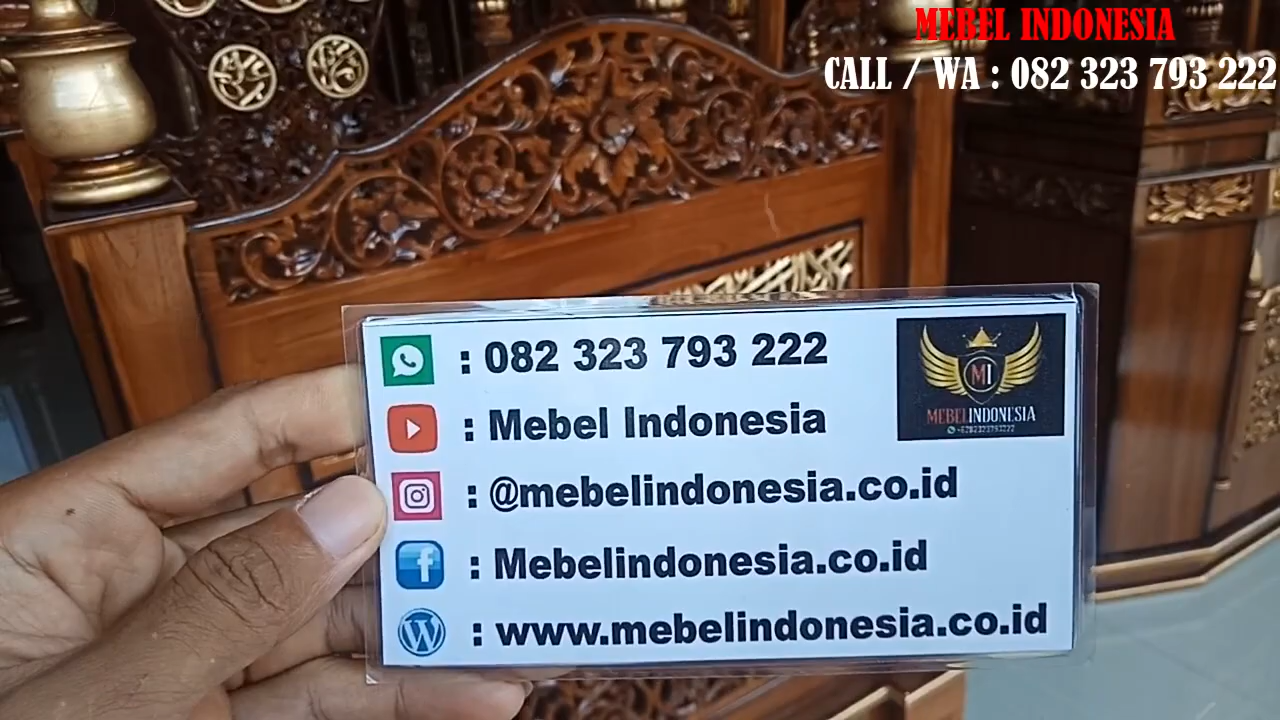 MEBEL INDONESIA
CALL / WA : 082 323 793 222
: 082 323 793 222
: Mebel Indonesia
: @mebelindonesia.co.id
: Mebelindonesia.co.id
: www.mebelindonesia.co.id
MI
MEBELINDONESIA